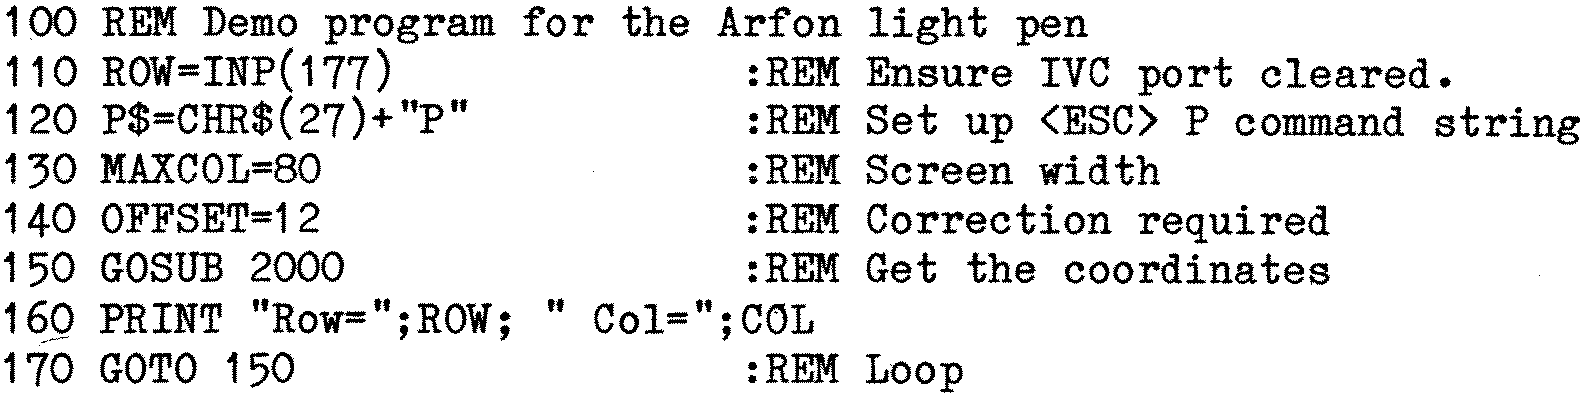 100 REM Demo program for the Arfon light pen
110 ROW=INP(177) :REM Ensure IVC port cleared.
120 P$=CHR$(27)+"P" :REM Set up <ESC> P command string
130 MAXCOL=80 :REM Screen width
140 OFFSET=12 :REM Correction required
150 GOSUB 2000 :REM Get the coordinates
160 PRINT "Row=";ROW; " Col=";COL
170 GOTO 150 :REM Loop